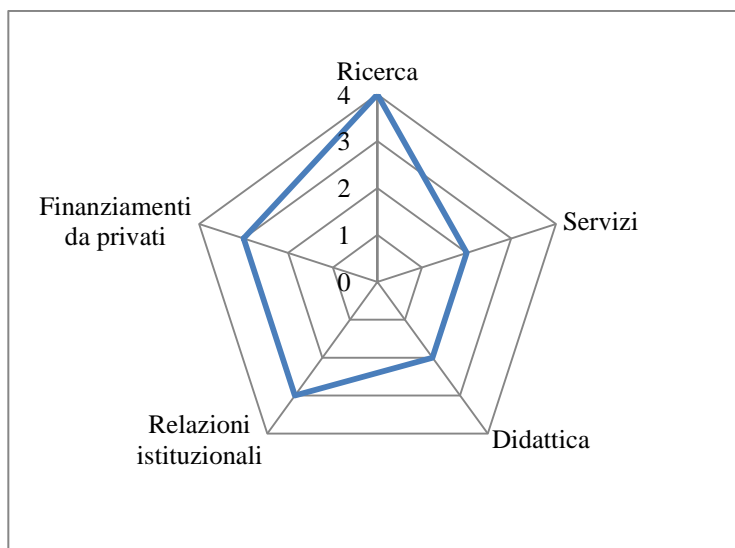 Ricerca
4
3
2
1
0
Finanziamenti
da privati
Servizi
Relazioni
istituzionali
Didattica